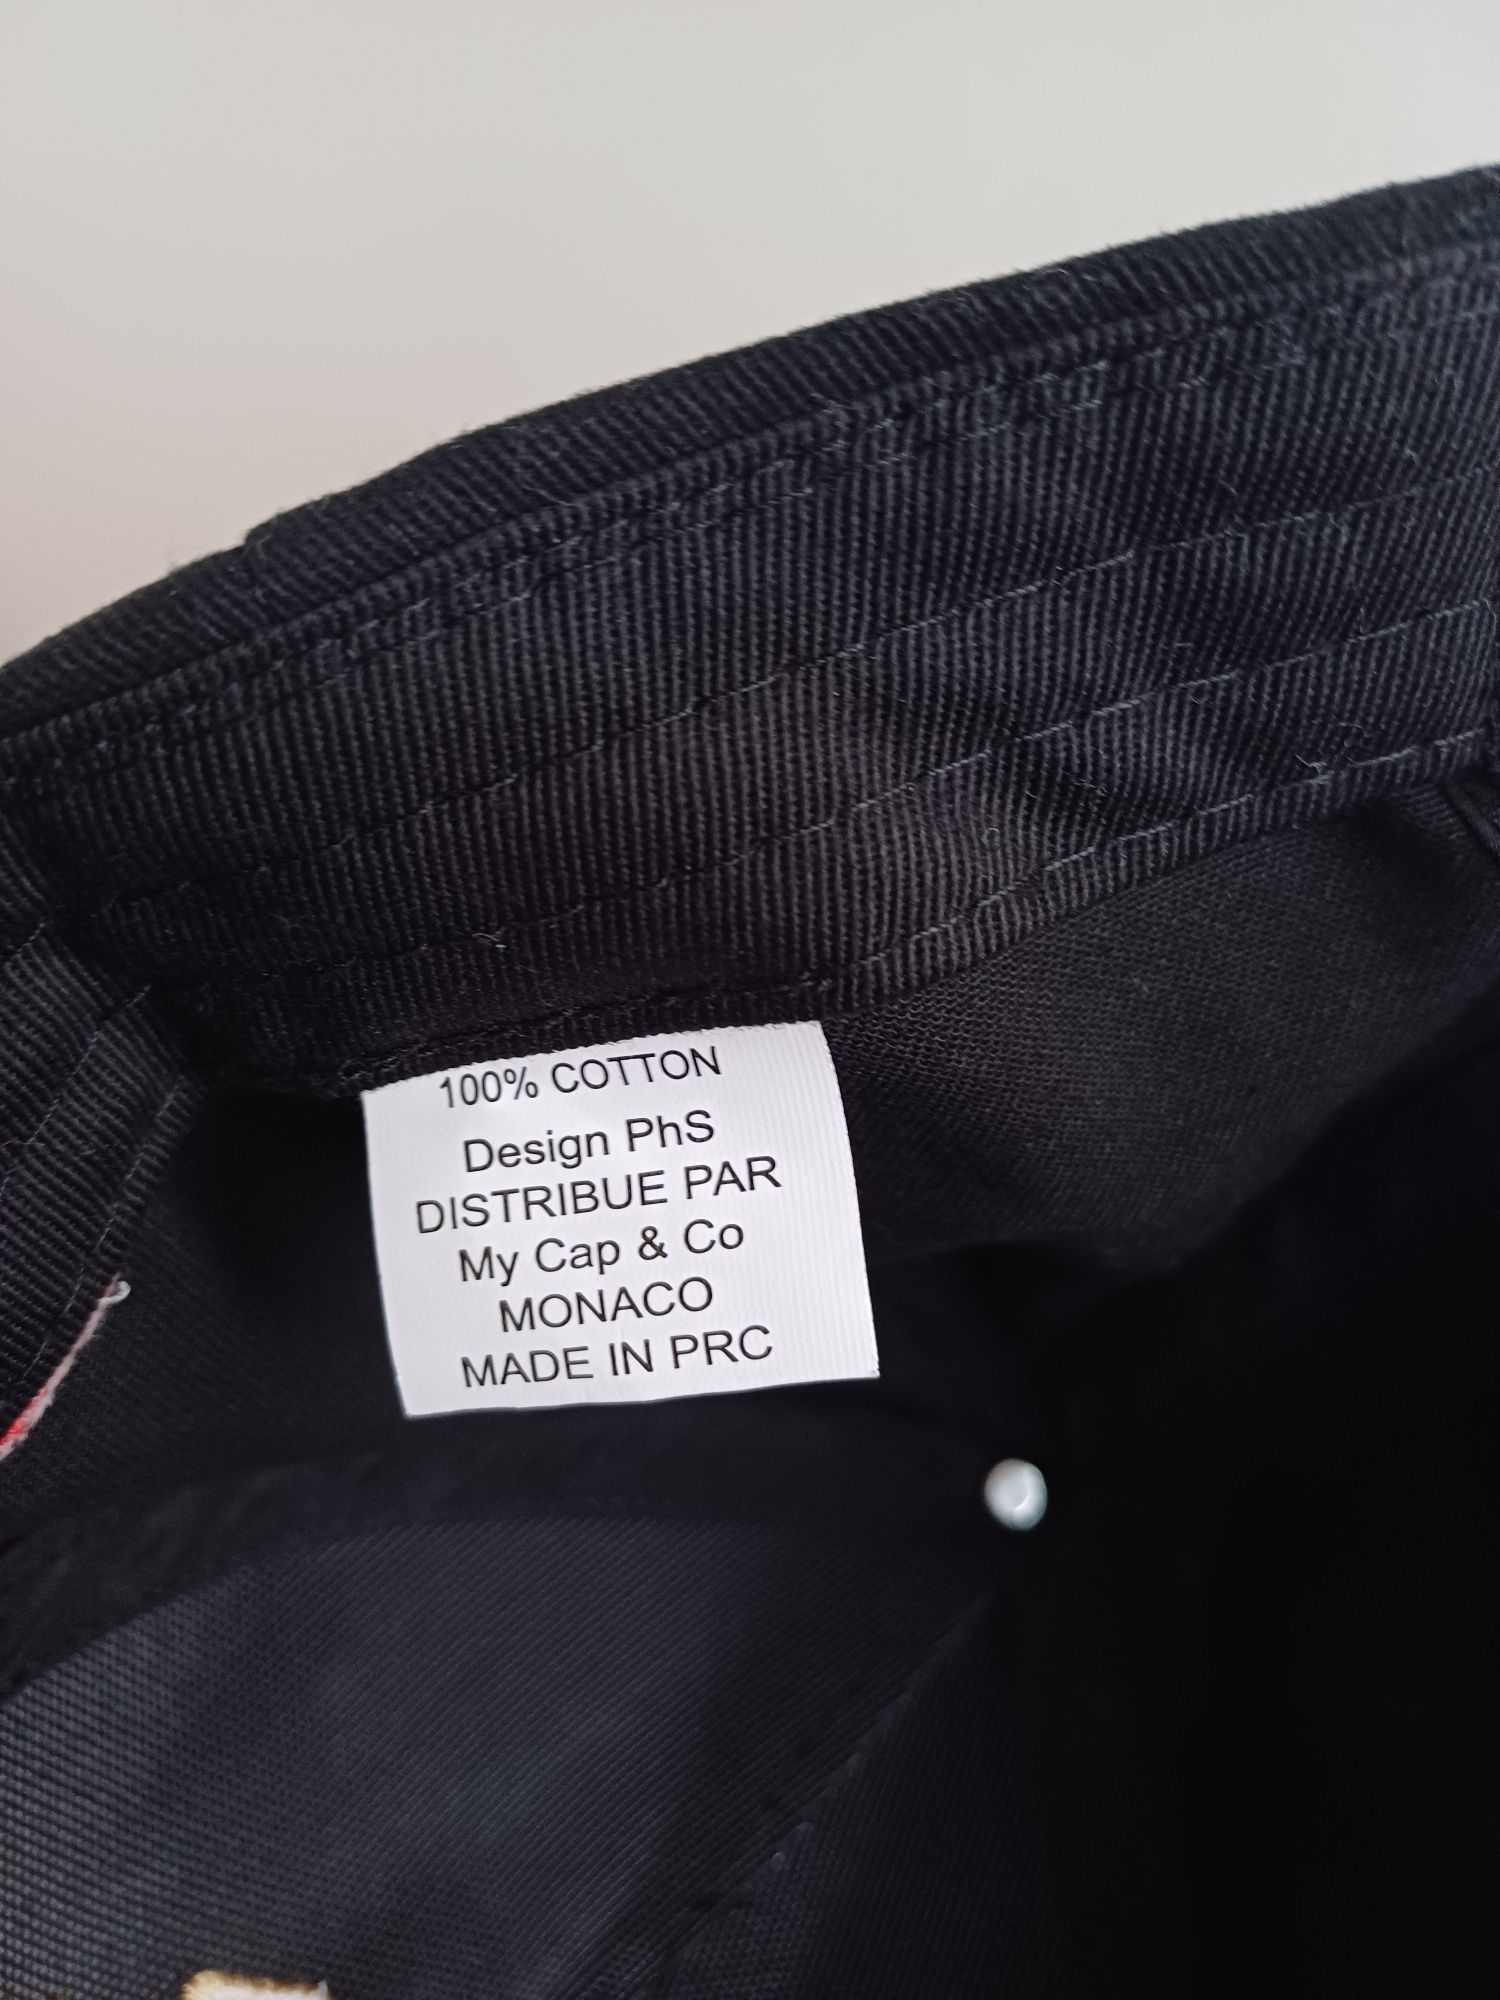 100% COTTON
Design PhS
DISTRIBUE PAR
My Cap & Co
MONACO
MADE IN PRC